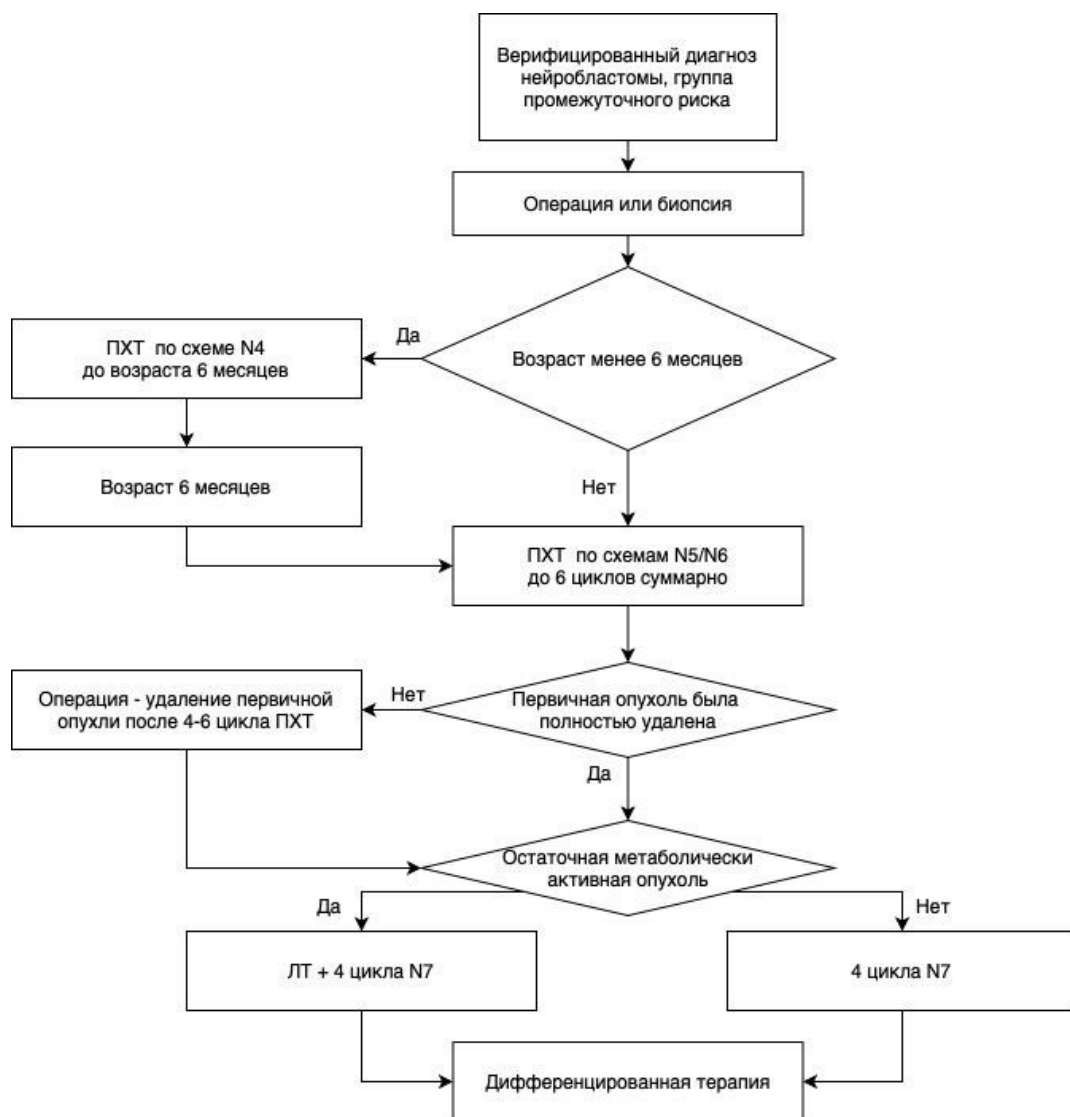 Верифицированный диагноз
нейробластомы, группа
промежуточного риска
Операция или биопсия
Возраст менее 6 месяцев
Да
ПХТ по схеме N4
до возраста 6 месяцев
Возраст 6 месяцев
Нет
ПХТ по схемам N5/N6
до 6 циклов суммарно
Первичная опухоль была
полностью удалена
Нет
Операция - удаление первичной
опухли после 4-6 цикла ПХТ
Да
Остаточная метаболически
активная опухоль
Да
Нет
ЛТ + 4 цикла N7
4 цикла N7
Дифференцированная терапия